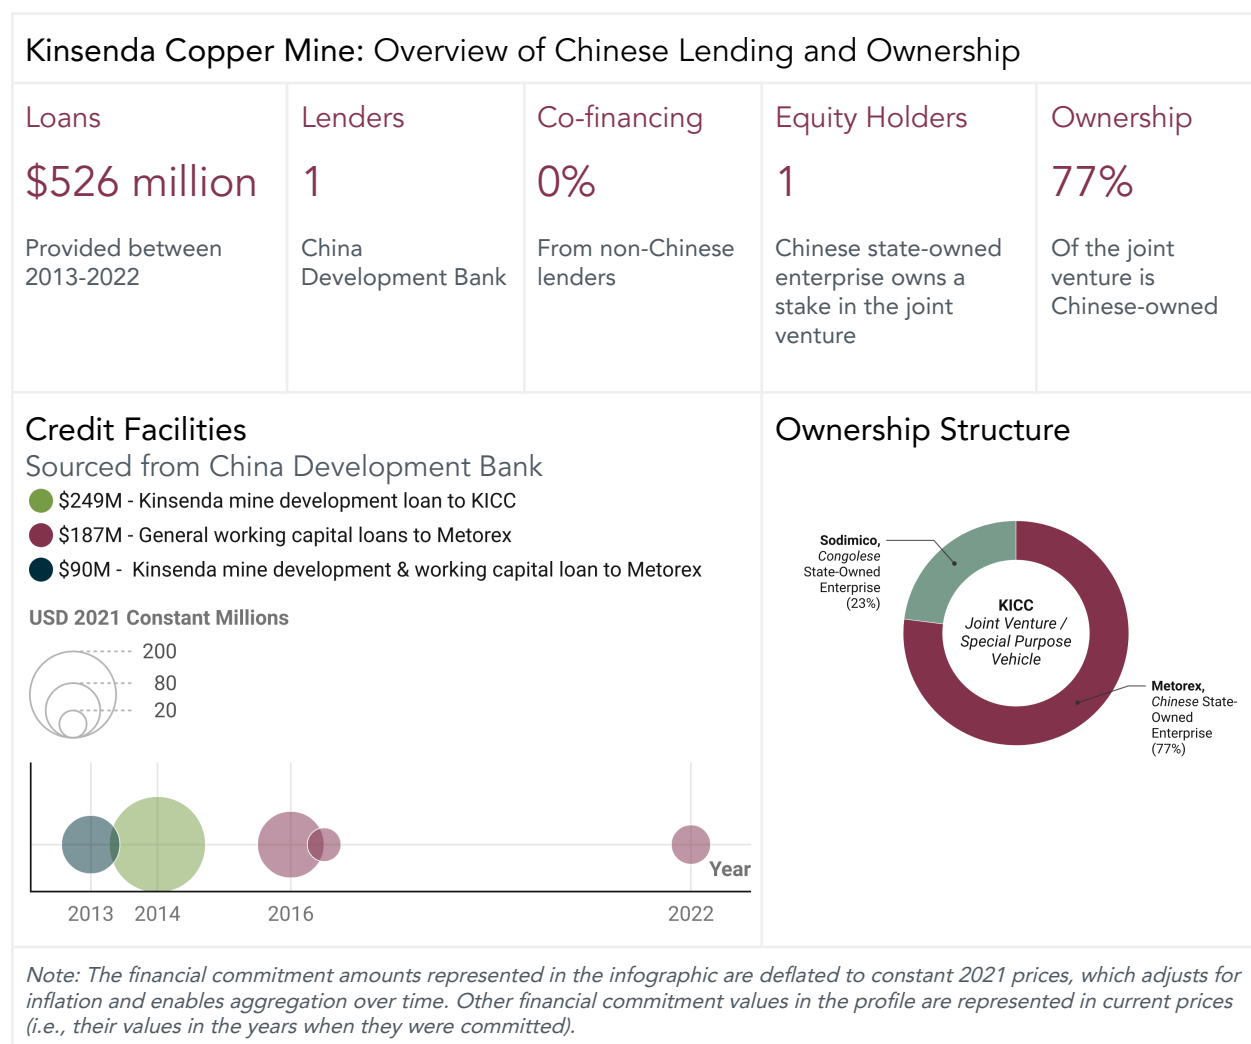 Kinsenda Copper Mine: Overview of Chinese Lending and Ownership
Loans
$526 million
Provided between
2013-2022
Lenders
1
China
Development Bank
Co-financing
0%
From non-Chinese
lenders
Equity Holders
1
Chinese state-owned
enterprise owns a
stake in the joint
venture
Ownership
77%
Of the joint
venture is
Chinese-owned
Credit Facilities
Sourced from China Development Bank
$249M - Kinsenda mine development loan to KICC
$187M - General working capital loans to Metorex
$90M - Kinsenda mine development & working capital loan to Metorex
USD 2021 Constant Millions
200
80
20
Year
2013
2014
2016
2022
Ownership Structure
Sodimico,
Congolese
State-Owned
Enterprise
(23%)
KICC
Joint Venture /
Special Purpose
Vehicle
Metorex,
Chinese State-
Owned
Enterprise
(77%)
Note: The financial commitment amounts represented in the infographic are deflated to constant 2021 prices, which adjusts for
inflation and enables aggregation over time. Other financial commitment values in the profile are represented in current prices
(i.e., their values in the years when they were committed).